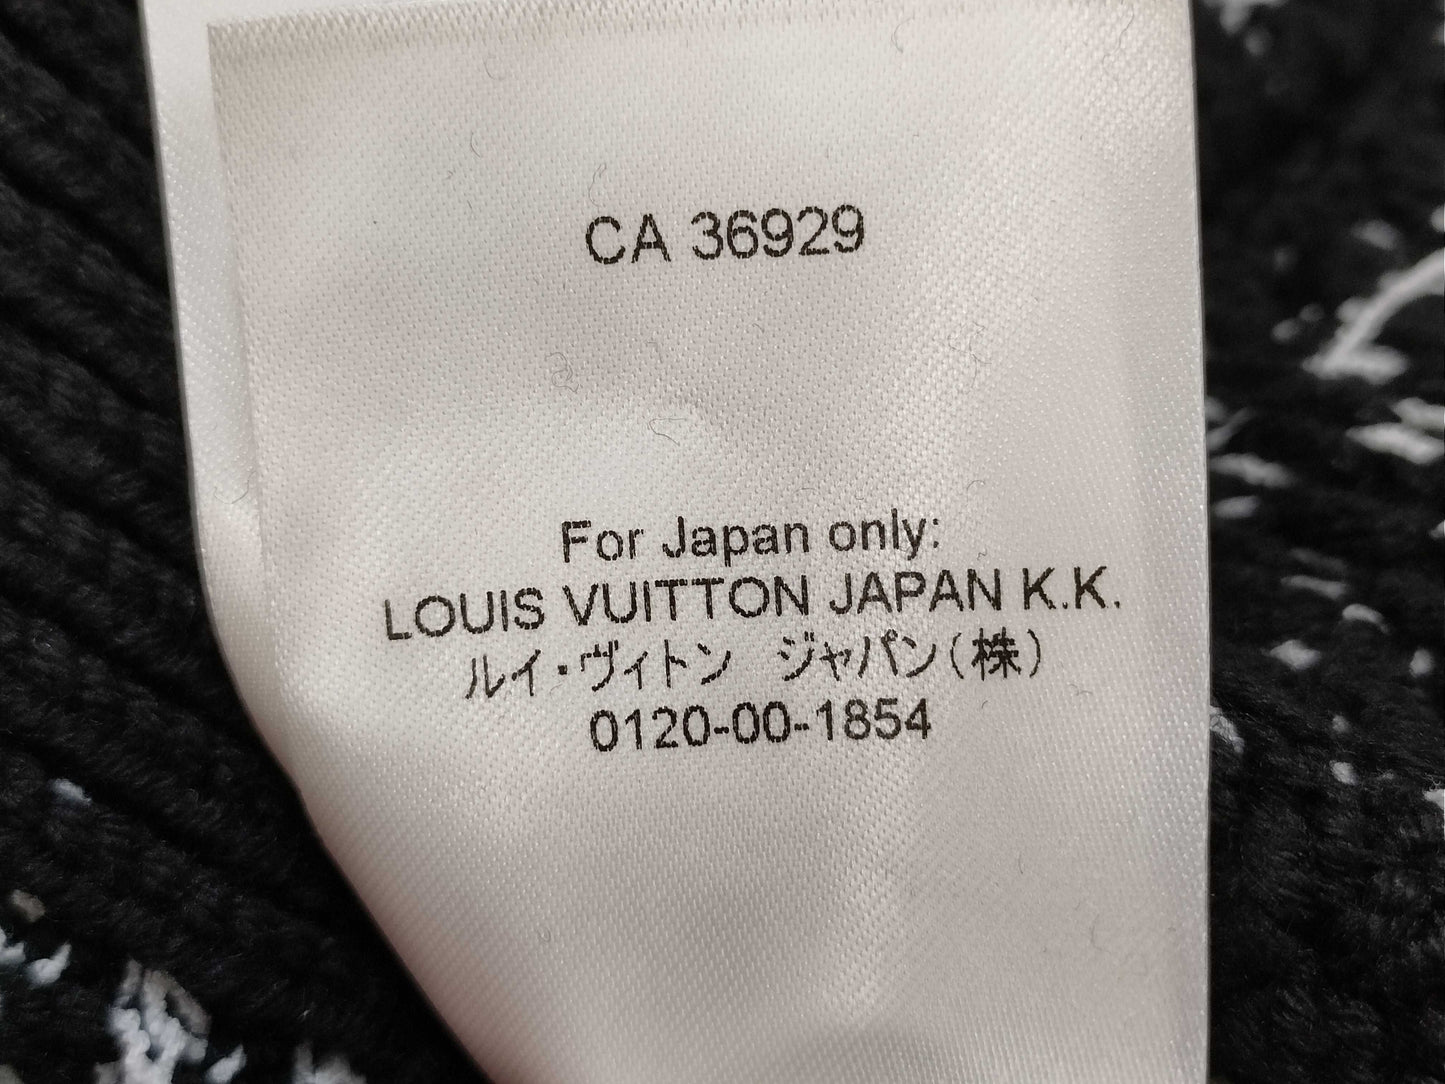 CA 36929
For Japan only:
LOUIS VUITTON JAPAN K.K.
ルイ・ヴィトン　ジャパン(株)
0120-00-1854